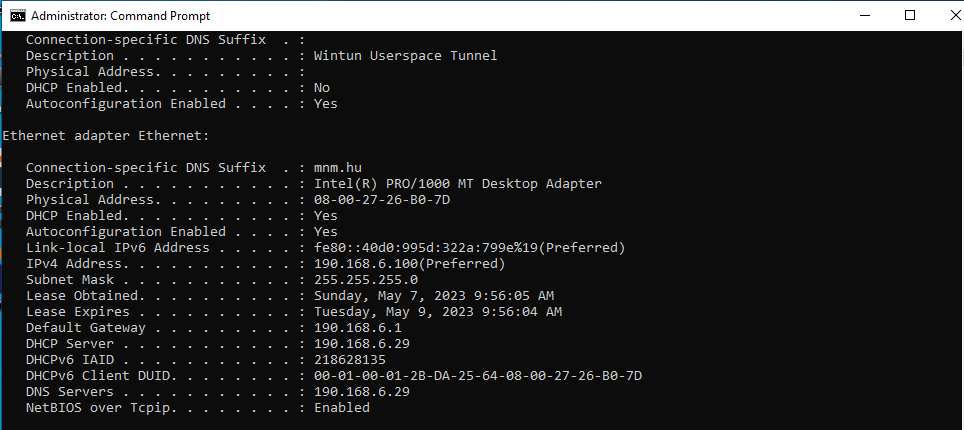 Administrator: Command Prompt
Connection-specific DNS Suffix . :
Description . . . . . . . . . . . : Wintun Userspace Tunnel
Physical Address. . . . . . . . . :
DHCP Enabled. . . . . . . . . . . : No
Autoconfiguration Enabled . . . . : Yes
Ethernet adapter Ethernet:
Connection-specific DNS Suffix . : mnm.hu
Description . . . . . . . . . . . : Intel(R) PRO/1000 MT Desktop Adapter
Physical Address. . . . . . . . . : 08-00-27-26-B0-7D
DHCP Enabled. . . . . . . . . . . : Yes
Autoconfiguration Enabled . . . . : Yes
Link-local IPv6 Address . . . . . : fe80::40d0:995d:322a:799e%19(Preferred)
IPv4 Address. . . . . . . . . . . : 190.168.6.100(Preferred)
Subnet Mask . . . . . . . . . . . : 255.255.255.0
Lease Obtained. . . . . . . . . . : Sunday, May 7, 2023 9:56:05 AM
Lease Expires . . . . . . . . . . : Tuesday, May 9, 2023 9:56:04 AM
Default Gateway . . . . . . . . . : 190.168.6.1
DHCP Server . . . . . . . . . . . : 190.168.6.29
DHCPv6 IAID . . . . . . . . . . . : 218628135
DHCPv6 Client DUID. . . . . . . . : 00-01-00-01-2B-DA-25-64-08-00-27-26-B0-7D
DNS Servers . . . . . . . . . . . : 190.168.6.29
NetBIOS over Tcpip. . . . . . . . : Enabled